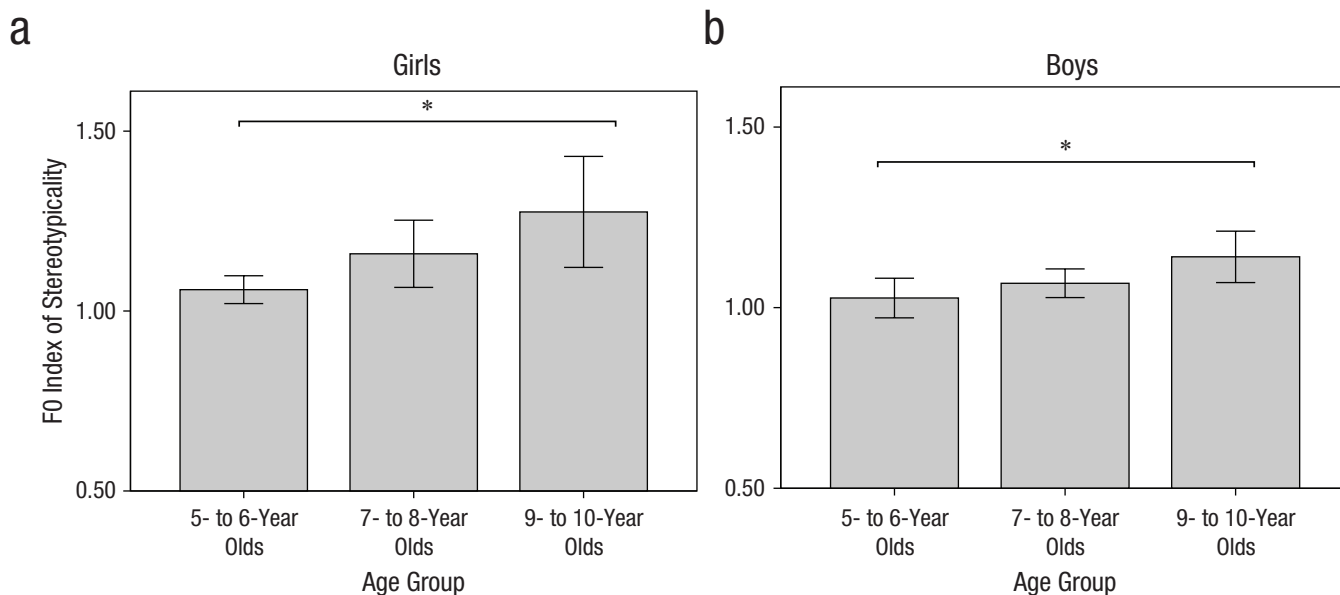 a
Girls
*
1.50
1.00
0.50
F0 Index of Stereotypicality
5- to 6-Year
Olds
7- to 8-Year
Olds
9- to 10-Year
Olds
Age Group
b
Boys
*
1.50
1.00
0.50
5- to 6-Year
Olds
7- to 8-Year
Olds
9- to 10-Year
Olds
Age Group